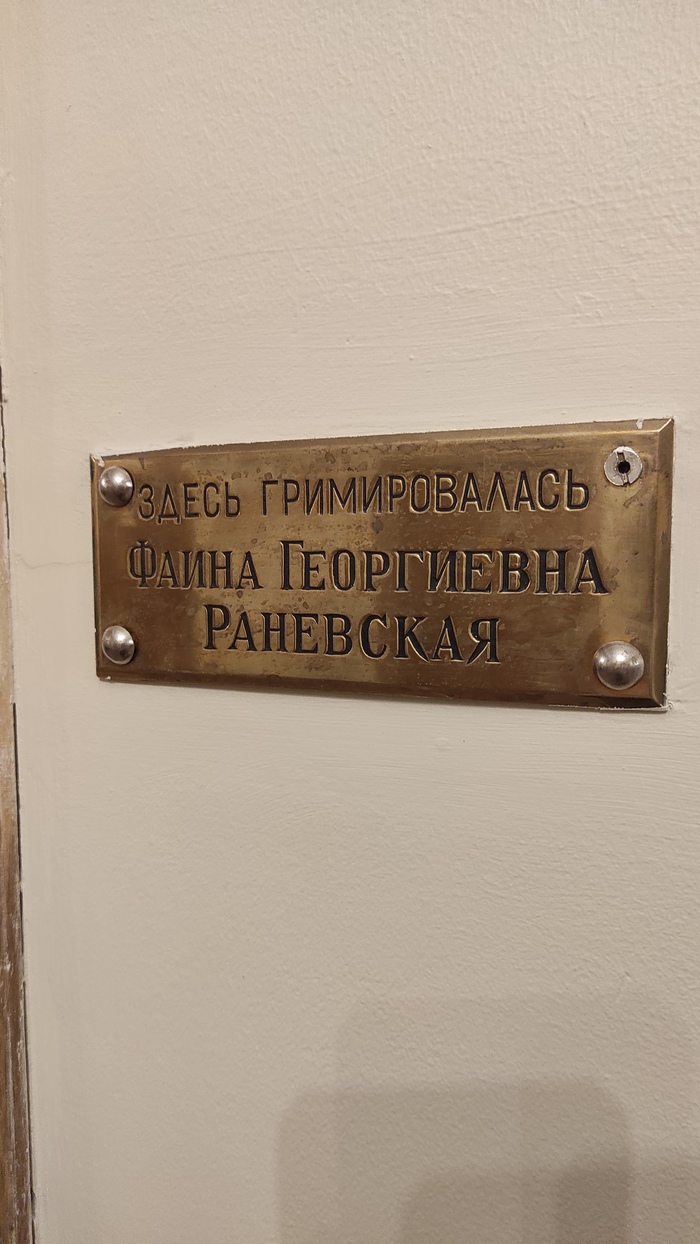 ЗДЕСЬ ГРИМИРОВАЛАСЬ
ФАИНА ГЕОРГИЕВНА
РАНЕВСКАЯ